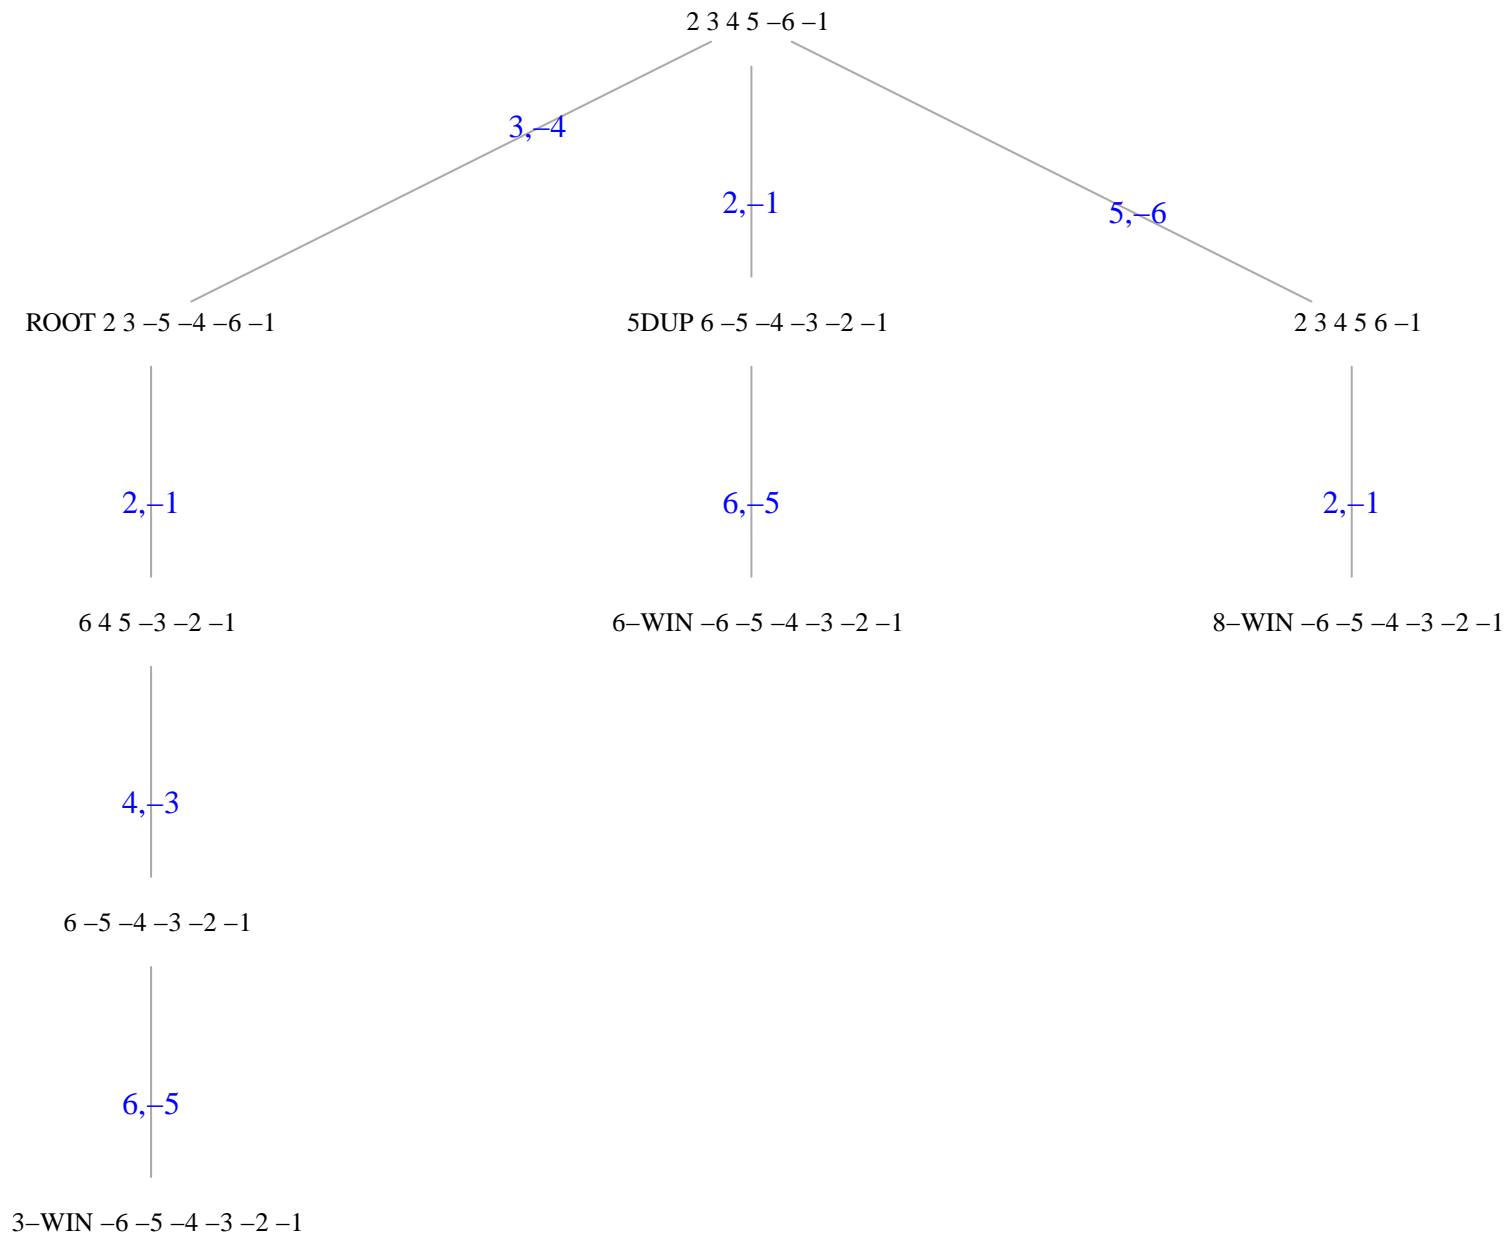 2 3 4 5 –6 –1
3,–4
2,–1
5,–6
ROOT 2 3 –5 –4 –6 –1
5DUP 6 –5 –4 –3 –2 –1
2 3 4 5 6 –1
2,–1
6,–5
2,–1
6 4 5 –3 –2 –1
6–WIN –6 –5 –4 –3 –2 –1
8–WIN –6 –5 –4 –3 –2 –1
4,–3
6 –5 –4 –3 –2 –1
6,–5
3–WIN –6 –5 –4 –3 –2 –1